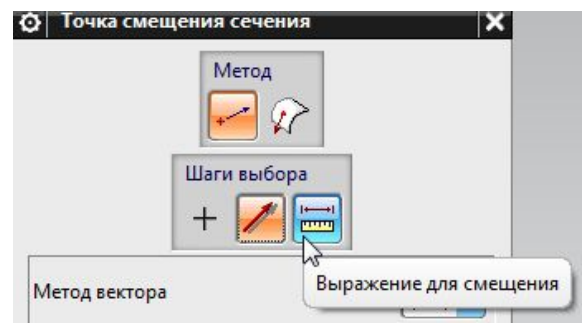 Точка смещения сечения
Метод
Шаги выбора
Выражение для смещения
Метод вектора